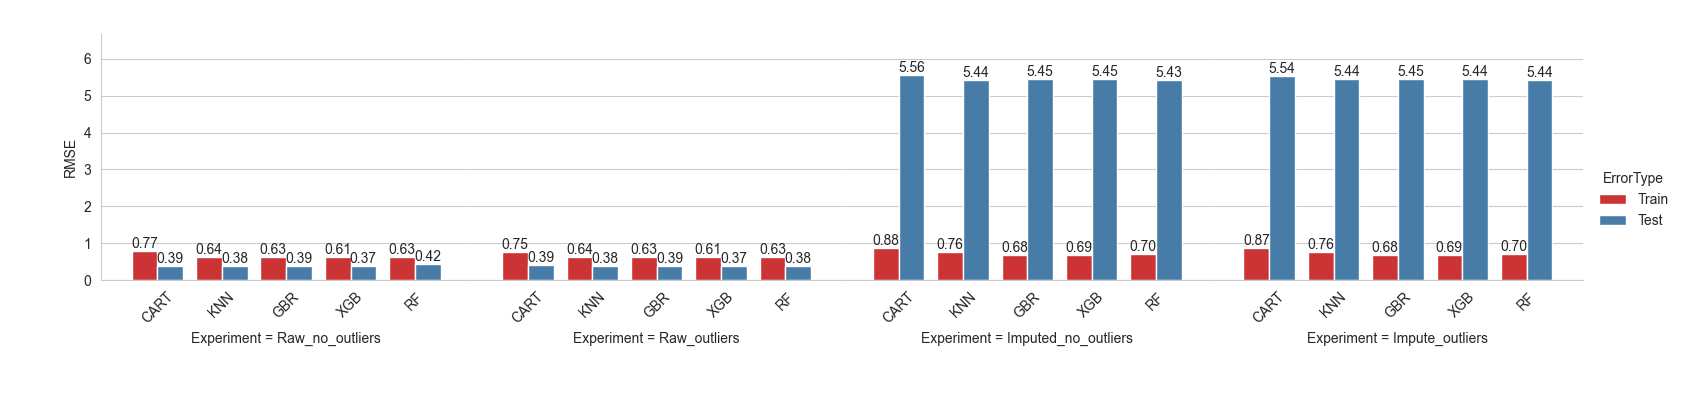 6
5
4
3
2
1
0
RMSE
0.77 0.39 0.64 0.38 0.63 0.39 0.61 0.37 0.63 0.42
0.75 0.39 0.64 0.38 0.63 0.39 0.61 0.37 0.63 0.38
0.88 5.56 0.76 5.44 0.68 5.45 0.69 5.45 0.70 5.43
0.87 5.54 0.76 5.44 0.68 5.45 0.69 5.44 0.70 5.44
CART KNN GBR XGB RF
CART KNN GBR XGB RF
CART KNN GBR XGB RF
CART KNN GBR XGB RF
Experiment = Raw_no_outliers
Experiment = Raw_outliers
Experiment = Imputed_no_outliers
Experiment = Impute_outliers
ErrorType
Train
Test